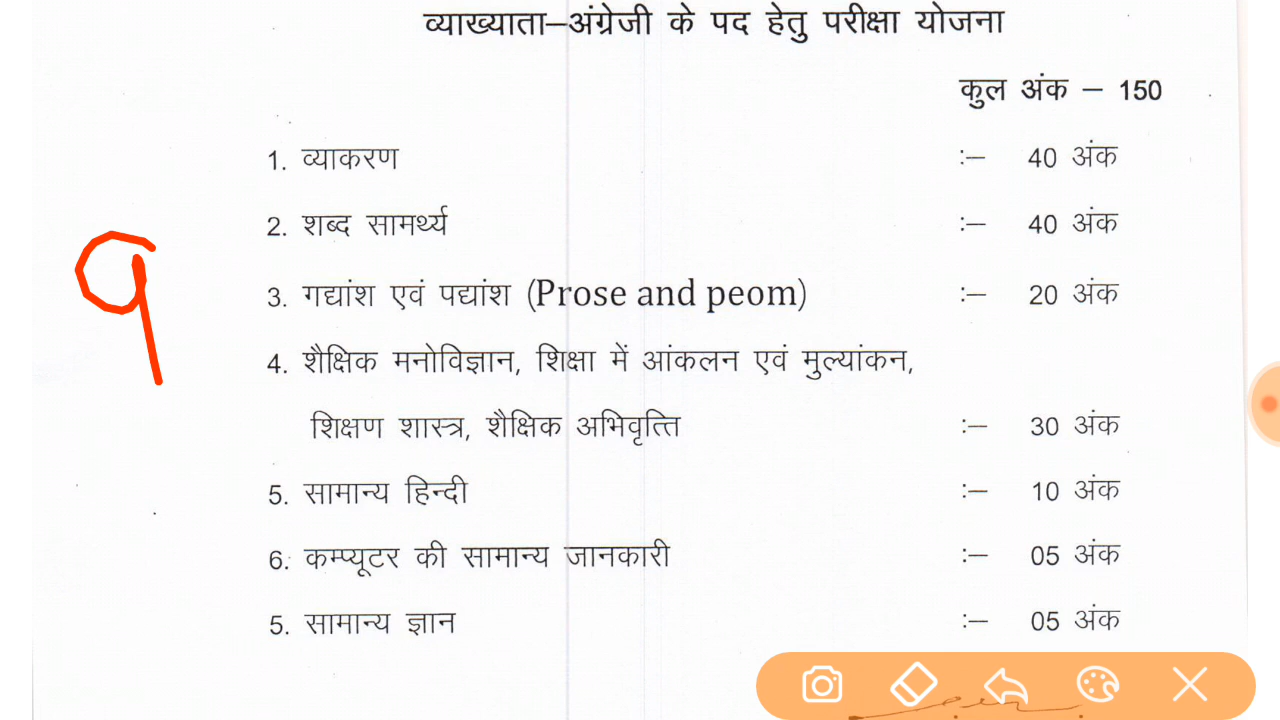 व्याख्याता–अंग्रेजी के पद हेतु परीक्षा योजना
कुल अंक – 150
1. व्याकरण :– 40 अंक
2. शब्द सामर्थ्य :– 40 अंक
3. गद्यांश एवं पद्यांश (Prose and peom) :– 20 अंक
4. शैक्षिक मनोविज्ञान, शिक्षा में आंकलन एवं मुल्यांकन,
शिक्षण शास्त्र, शैक्षिक अभिवृत्ति :– 30 अंक
5. सामान्य हिन्दी :– 10 अंक
6. कम्प्यूटर की सामान्य जानकारी :– 05 अंक
5. सामान्य ज्ञान :– 05 अंक